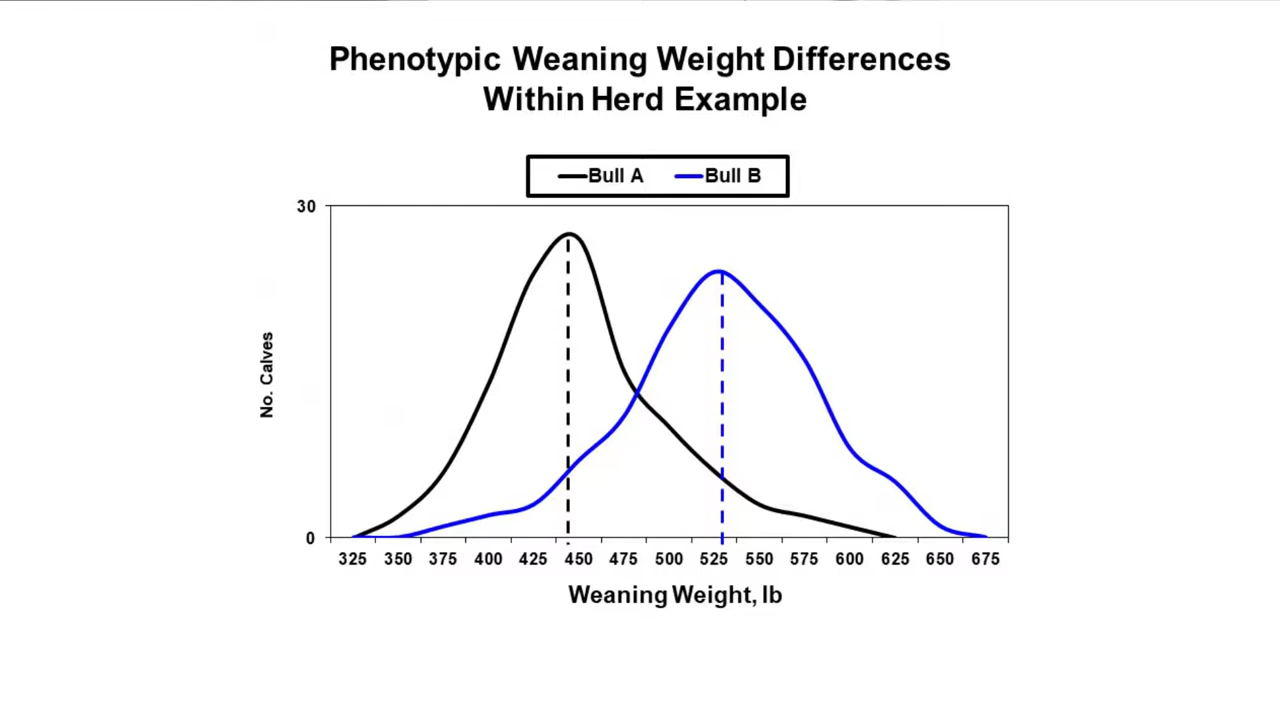 Phenotypic Weaning Weight Differences
Within Herd Example
Bull A Bull B
30
No. Calves
0
325 350 375 400 425 450 475 500 525 550 575 600 625 650 675
Weaning Weight, lb